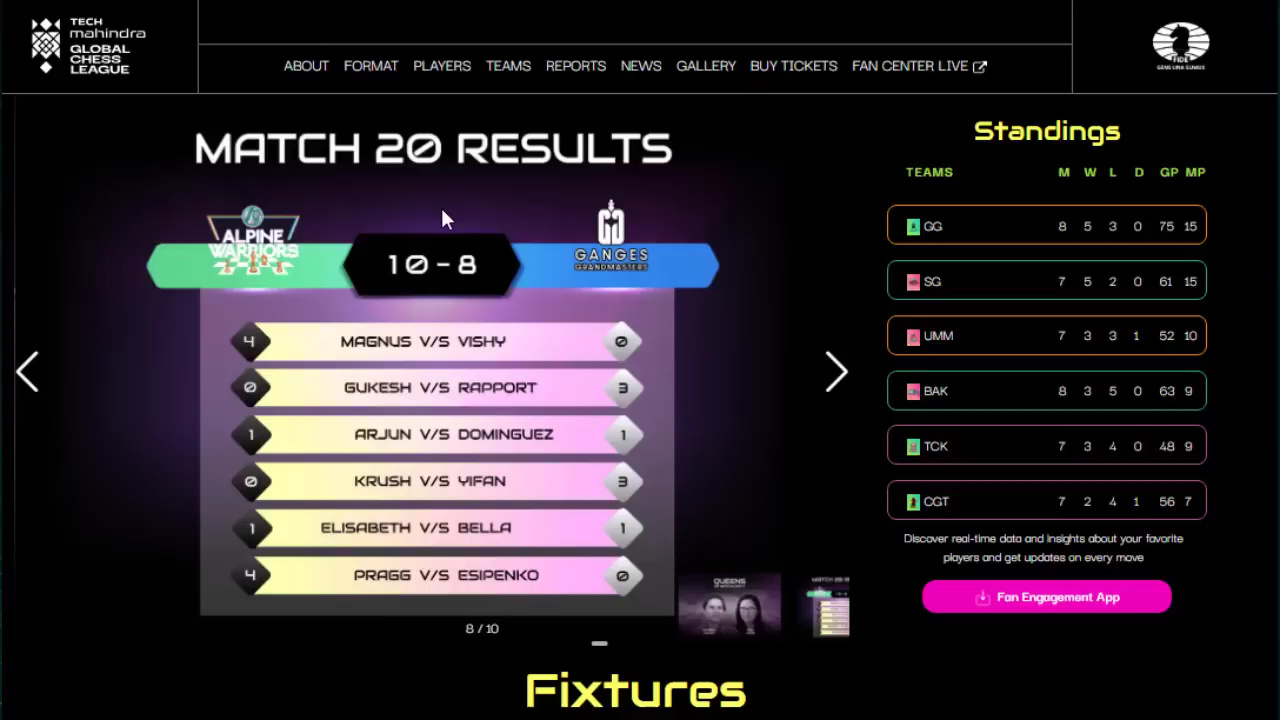 TECH
mahindra
GLOBAL
CHESS
LEAGUE
ABOUT FORMAT PLAYERS TEAMS REPORTS NEWS GALLERY BUY TICKETS FAN CENTER LIVE
FIDE
GENS UNA SUMUS
MATCH 20 RESULTS
ALPINE
WARRIORS
10-8
GANGES
GRANDMASTERS
4 MAGNUS V/S VISHY 0
0 GUKESH V/S RAPPORT 3
1 ARJUN V/S DOMINGUEZ 1
0 KRUSH V/S YIFAN 3
1 ELISABETH V/S BELLA 1
4 PRAGG V/S ESIPENKO 0
QUEENS
8 / 10
Standings
TEAMS M W L D GP MP
GG 8 5 3 0 75 15
SG 7 5 2 0 61 15
UMM 7 3 3 1 52 10
BAK 8 3 5 0 63 9
TCK 7 3 4 0 48 9
CGT 7 2 4 1 56 7
Discover real-time data and insights about your favorite
players and get updates on every move
Fan Engagement App
Fixtures